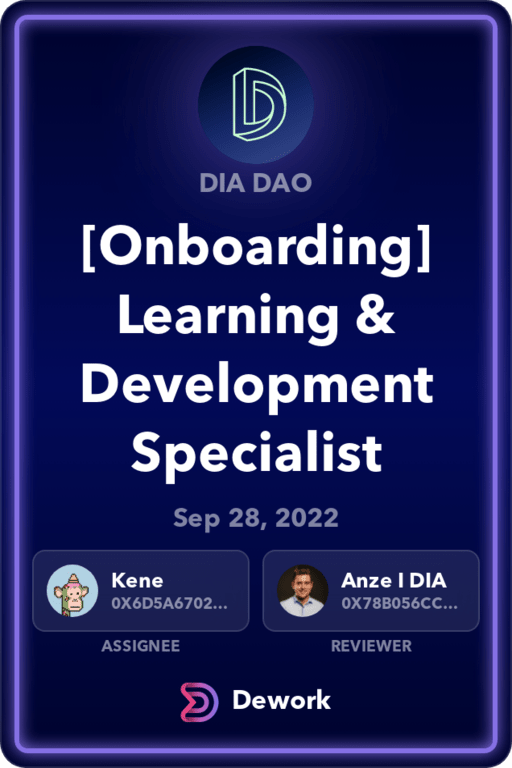 DIA DAO
[Onboarding]
Learning &
Development
Specialist
Sep 28, 2022
Kene
0X6D5A6702...
ASSIGNEE
Anze I DIA
0X78B056CC...
REVIEWER
Dework